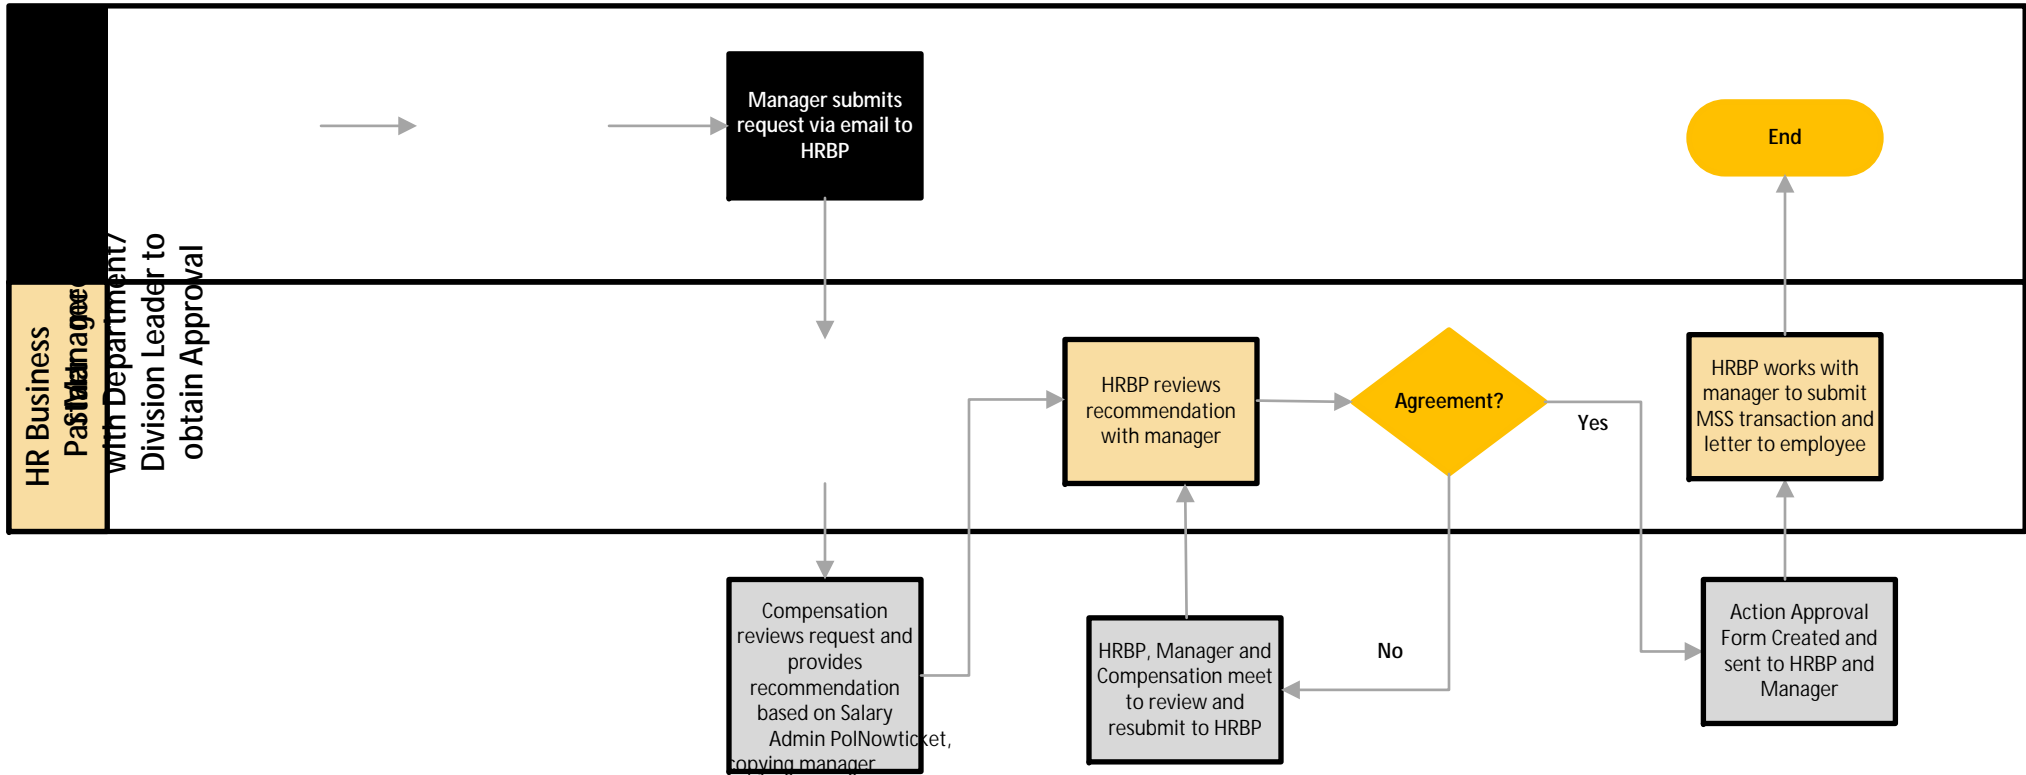 Manager submits
request via email to
HRBP
End
with Department/
Division Leader to
obtain Approval
HR Business
HRBP reviews
recommendation
with manager
Agreement?
Yes
HRBP works with
manager to submit
MSS transaction and
letter to employee
Compensation
reviews request and
provides
recommendation
based on Salary
Admin PolNowticket,
copying manager
HRBP, Manager and
Compensation meet
to review and
resubmit to HRBP
No
Action Approval
Form Created and
sent to HRBP and
Manager